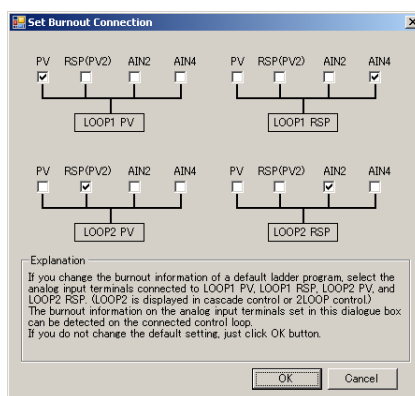 Set Burnout Connection
PV RSP(PV2) AIN2 AIN4 PV RSP(PV2) AIN2 AIN4
LOOP1 PV LOOP1 RSP
PV RSP(PV2) AIN2 AIN4 PV RSP(PV2) AIN2 AIN4
LOOP2 PV LOOP2 RSP
Explanation
If you change the burnout information of a default ladder program, select the
analog input terminals connected to LOOP1 PV, LOOP1 RSP, LOOP2 PV, and
LOOP2 RSP. (LOOP2 is displayed in cascade control or 2LOOP control.)
The burnout information on the analog input terminals set in this dialogue box
can be detected on the connected control loop.
If you do not change the default setting, just click OK button.
OK Cancel